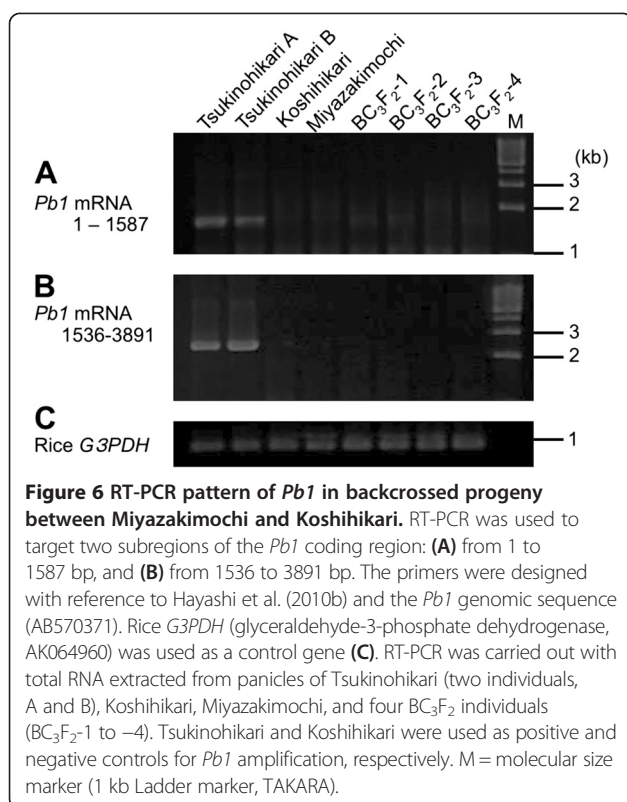 Tsukinohikari A
Tsukinohikari B
Koshihikari
Miyazakimochi
BC₃F₂-1
BC₃F₂-2
BC₃F₂-3
BC₃F₂-4
M
(kb)
A
Pb1 mRNA
1 – 1587
3
2
1
B
Pb1 mRNA
1536-3891
3
2
C
Rice G3PDH
1
Figure 6 RT-PCR pattern of Pb1 in backcrossed progeny
between Miyazakimochi and Koshihikari. RT-PCR was used to
target two subregions of the Pb1 coding region: (A) from 1 to
1587 bp, and (B) from 1536 to 3891 bp. The primers were designed
with reference to Hayashi et al. (2010b) and the Pb1 genomic sequence
(AB570371). Rice G3PDH (glyceraldehyde-3-phosphate dehydrogenase,
AK064960) was used as a control gene (C). RT-PCR was carried out with
total RNA extracted from panicles of Tsukinohikari (two individuals,
A and B), Koshihikari, Miyazakimochi, and four BC₃F₂ individuals
(BC₃F₂-1 to −4). Tsukinohikari and Koshihikari were used as positive and
negative controls for Pb1 amplification, respectively. M = molecular size
marker (1 kb Ladder marker, TAKARA).